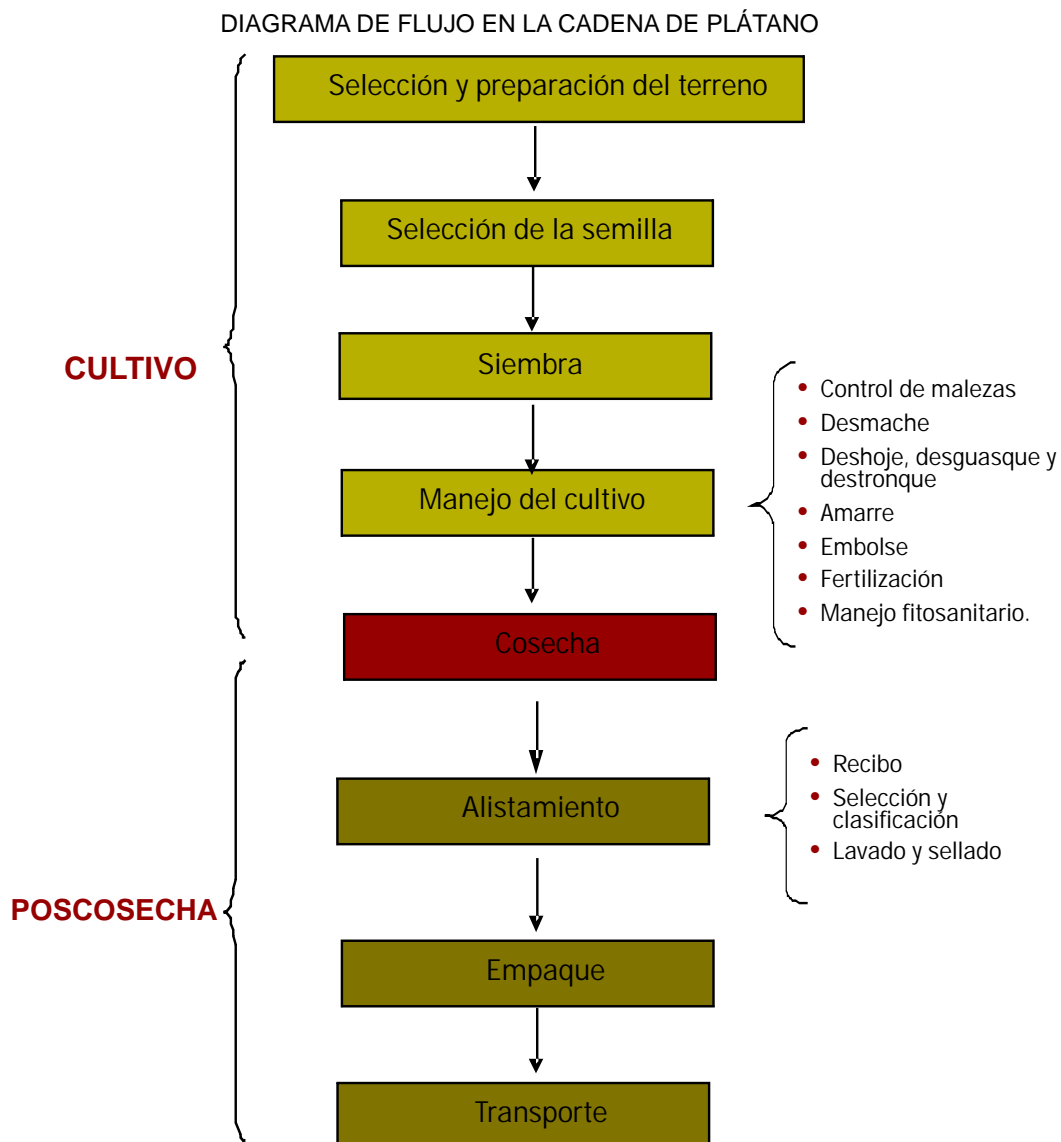 DIAGRAMA DE FLUJO EN LA CADENA DE PLÁTANO
Selección y preparación del terreno
Selección de la semilla
Siembra
CULTIVO
Manejo del cultivo
• Control de malezas
• Desmache
• Deshoje, desguasque y
destronque
• Amarre
• Embolse
• Fertilización
• Manejo fitosanitario.
Cosecha
Alistamiento
• Recibo
• Selección y
clasificación
• Lavado y sellado
POSCOSECHA
Empaque
Transporte